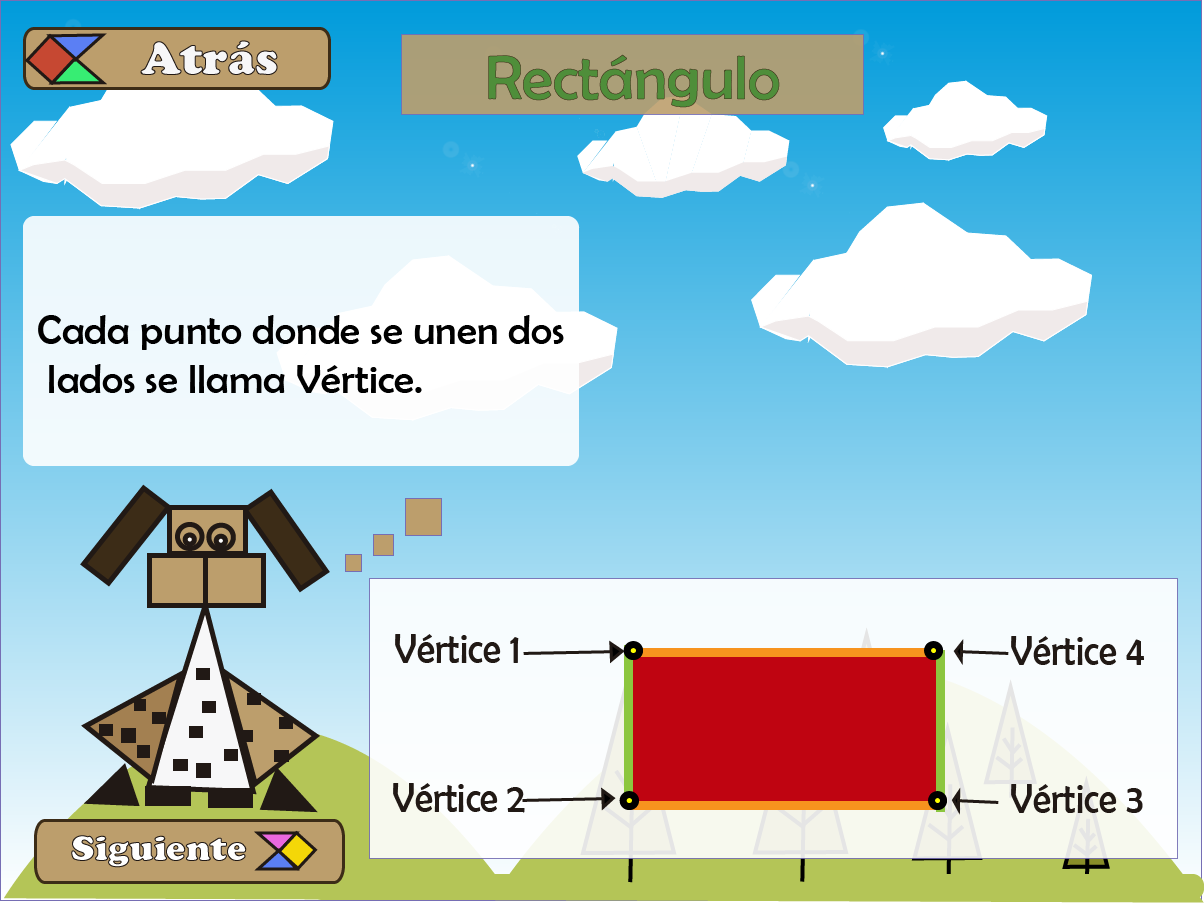 Atrás
Rectángulo
Cada punto donde se unen dos
lados se llama Vértice.
Vértice 1
Vértice 4
Vértice 2
Vértice 3
Siguiente